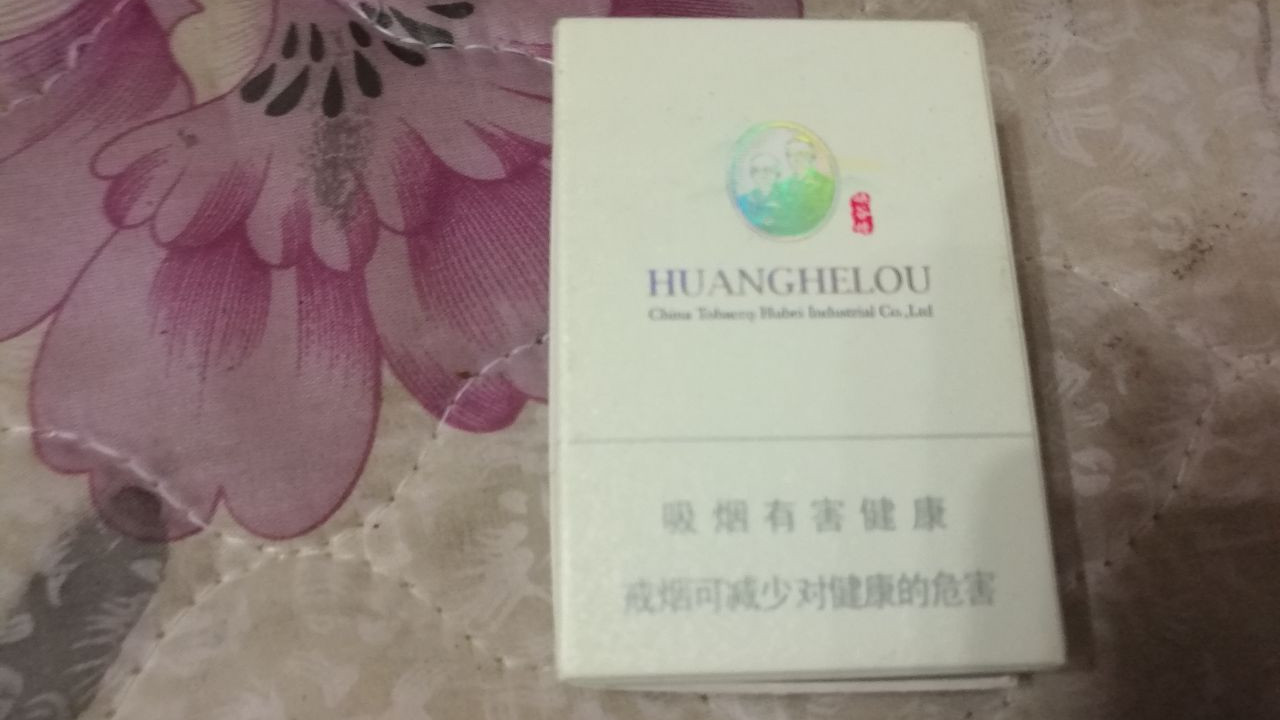 HUANGHELOU
China Tobacco Hubei Industrial Co.,Ltd
吸烟有害健康
戒烟可减少对健康的危害